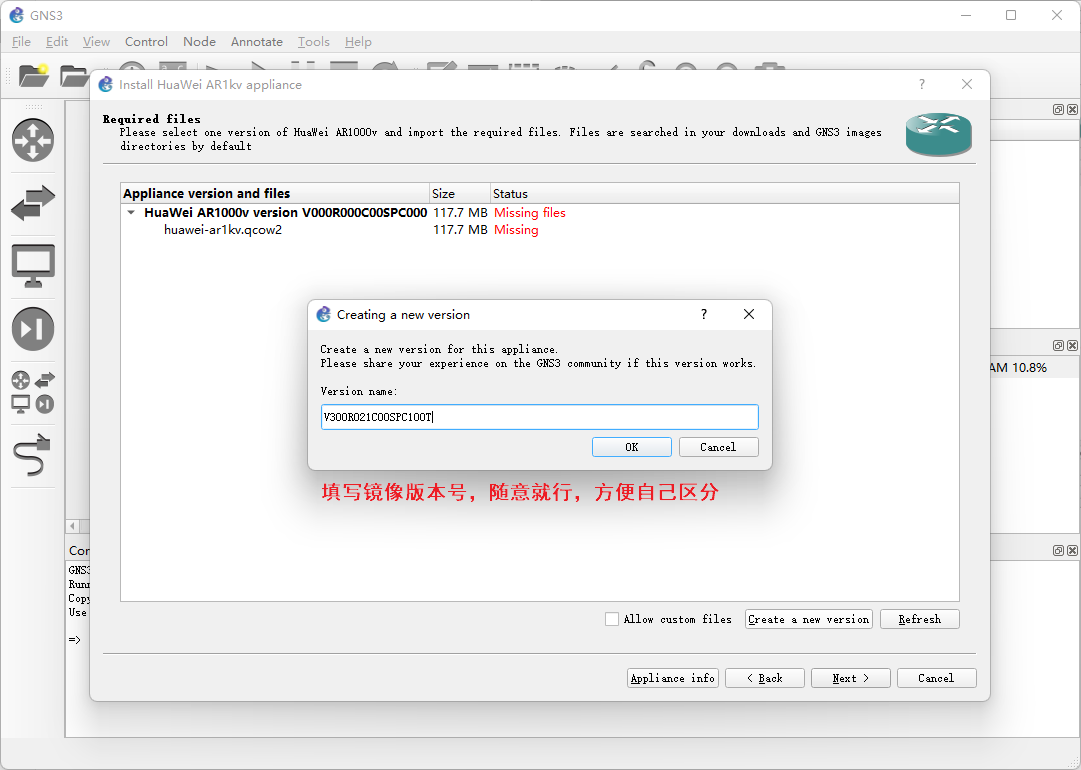 GNS3
File Edit View Control Node Annotate Tools Help
Install HuaWei AR1kv appliance
Required files
Please select one version of HuaWei AR1000v and import the required files. Files are searched in your downloads and GNS3 images
directories by default
Appliance version and files Size Status
HuaWei AR1000v version V000R000C00SPC000 117.7 MB Missing files
huawei-ar1kv.qcow2 117.7 MB Missing
Creating a new version
Create a new version for this appliance.
Please share your experience on the GNS3 community if this version works.
Version name:
V300R021C00SPC100T
OK Cancel
填写镜像版本号，随意就行，方便自己区分
AM 10.8%
Allow custom files Create a new version Refresh
Appliance info < Back Next > Cancel
Con
GNS3
Runn
Copy
Use
=>